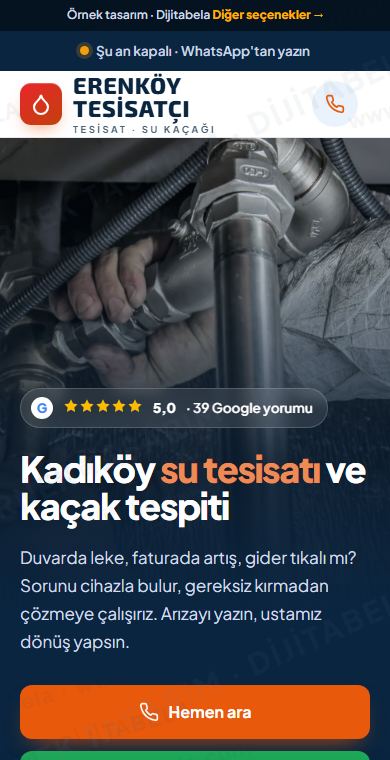 Örnek tasarım · Dijitabela Diğer seçenekler →
Şu an kapalı · WhatsApp'tan yazın
ERENKÖY
TESİSATÇI
TESİSAT · SU KAÇAĞI
G ★★★★★ 5,0 · 39 Google yorumu
Kadıköy su tesisatı ve
kaçak tespiti
Duvarda leke, faturada artış, gider tıkalı mı?
Sorunu cihazla bulur, gereksiz kırmadan
çözmeye çalışırız. Arızayı yazın, ustamız
dönüş yapsın.
Hemen ara